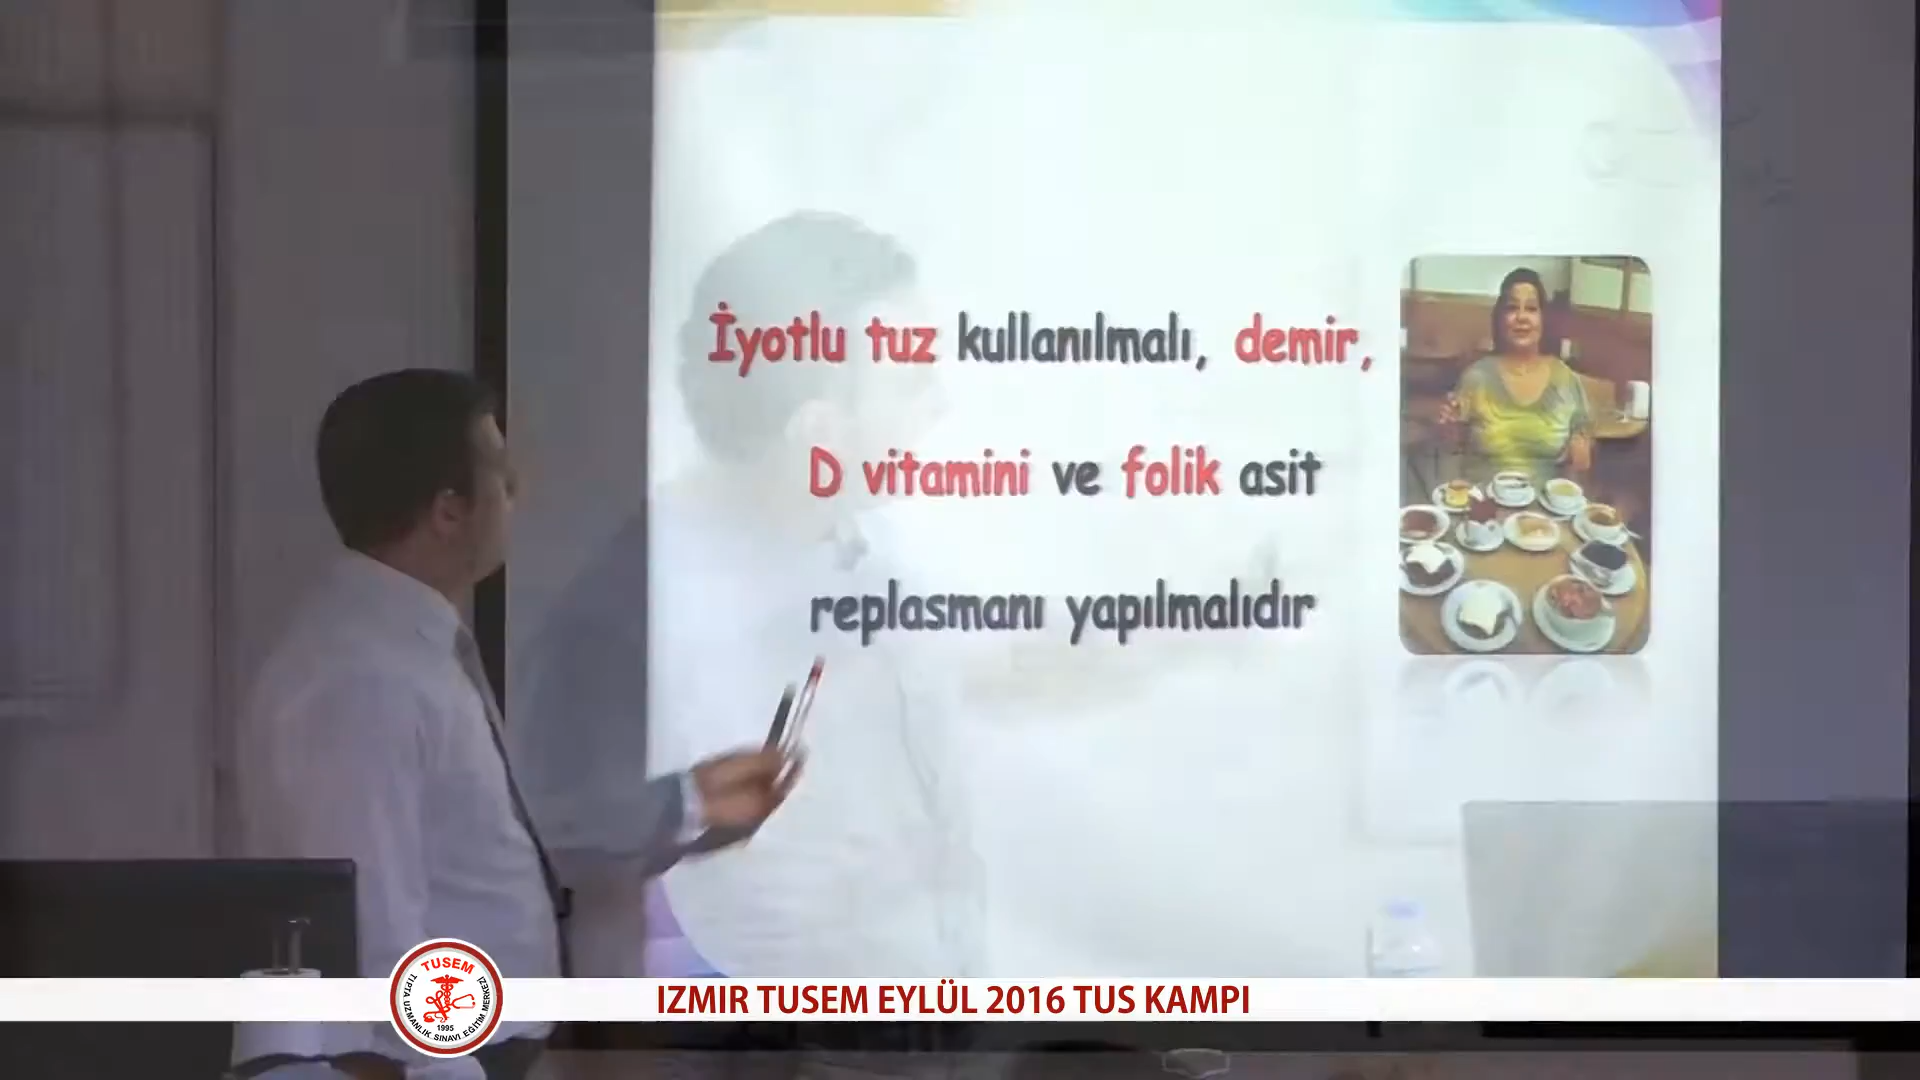 İyotlu tuz kullanılmalı, demir,
D vitamini ve folik asit
replasmanı yapılmalıdır
TUSEM
TIPTA UZMANLIK SINAVI EĞİTİM MERKEZİ
1995
IZMIR TUSEM EYLÜL 2016 TUS KAMPI